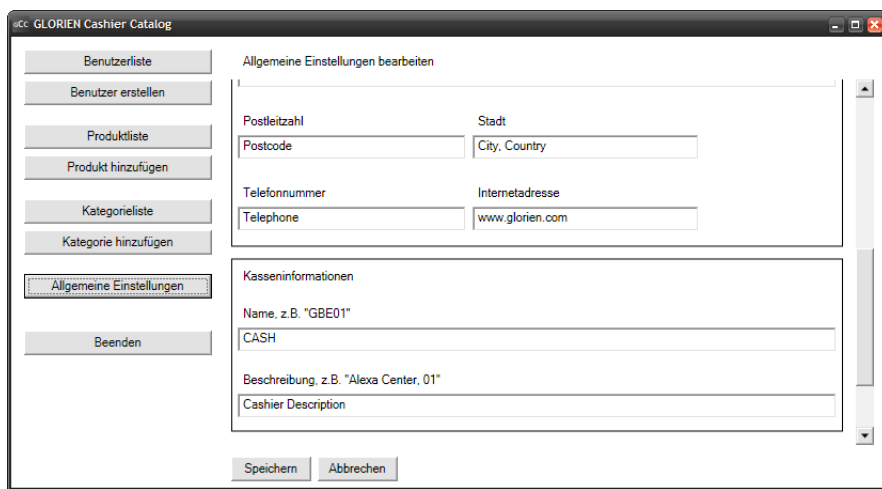 gCc GLORIEN Cashier Catalog
Benutzerliste
Benutzer erstellen
Produktliste
Produkt hinzufügen
Kategorieliste
Kategorie hinzufügen
Allgemeine Einstellungen
Beenden
Allgemeine Einstellungen bearbeiten
Postleitzahl Stadt
Postcode City, Country
Telefonnummer Internetadresse
Telephone www.glorien.com
Kasseninformationen
Name, z.B. "GBE01"
CASH
Beschreibung, z.B. "Alexa Center, 01"
Cashier Description
Speichern Abbrechen